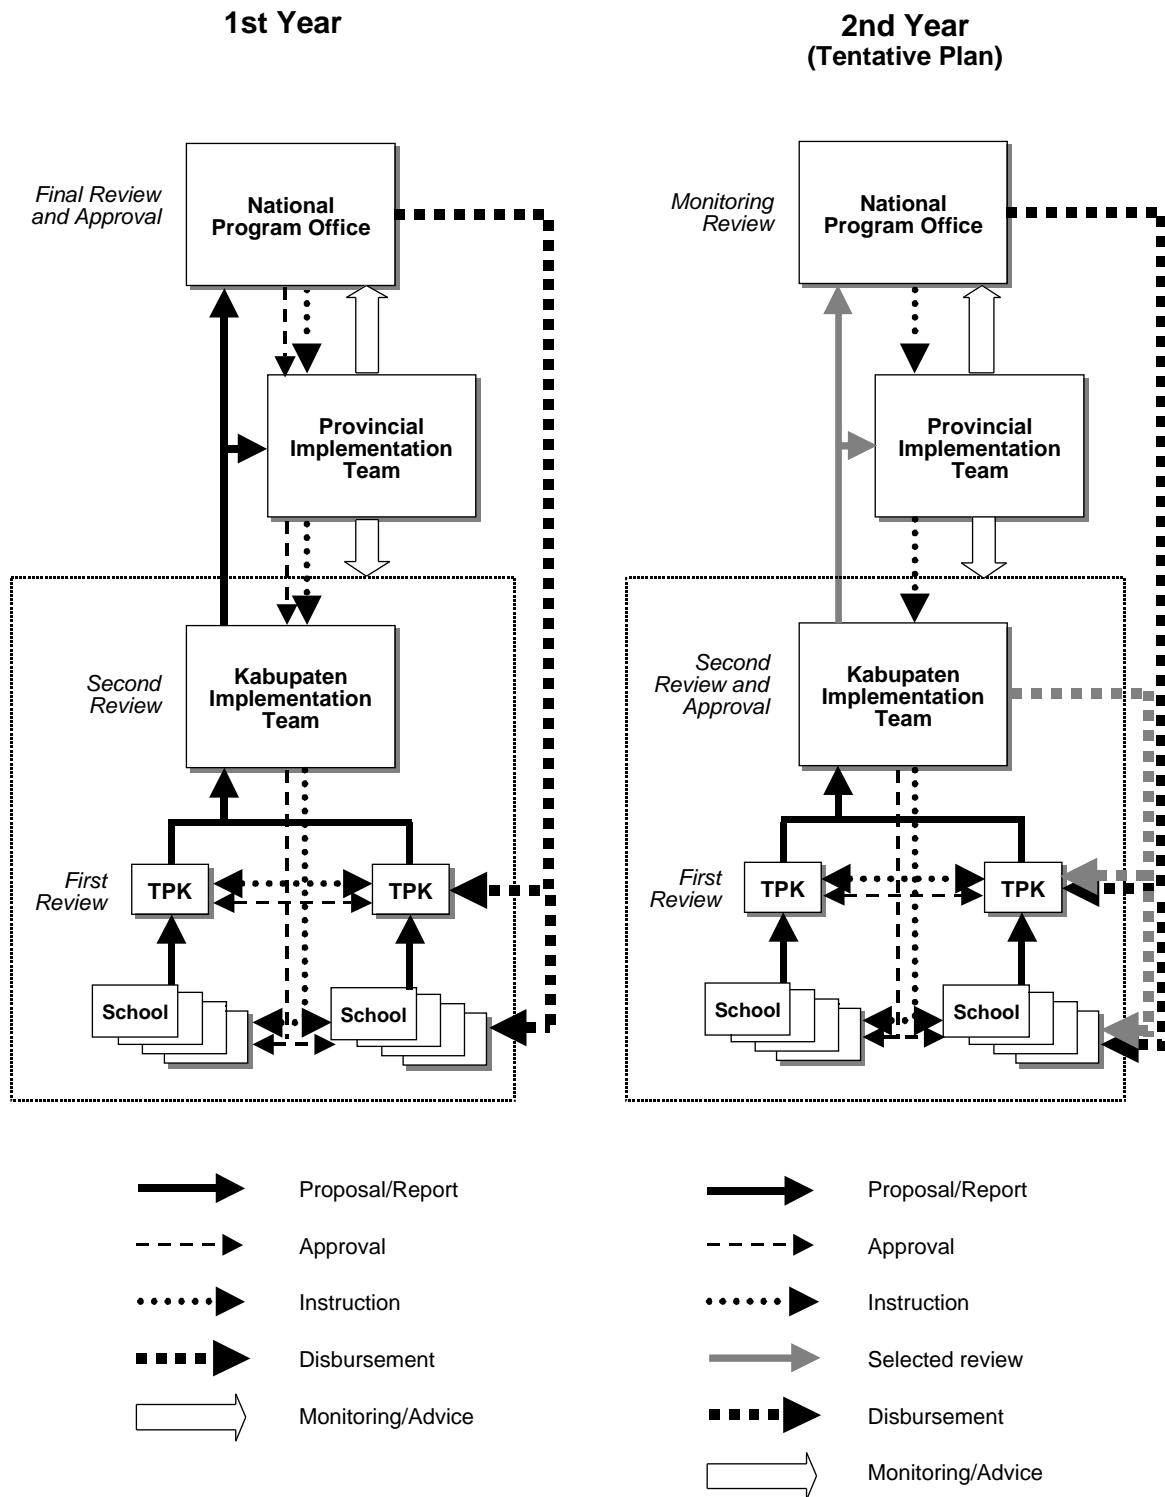 1st Year
Final Review
and Approval
National
Program Office
Provincial
Implementation
Team
Second
Review
Kabupaten
Implementation
Team
First
Review
TPK
TPK
School
School
Proposal/Report
Approval
Instruction
Disbursement
Monitoring/Advice
2nd Year
(Tentative Plan)
Monitoring
Review
National
Program Office
Provincial
Implementation
Team
Second
Review and
Approval
Kabupaten
Implementation
Team
First
Review
TPK
TPK
School
School
Proposal/Report
Approval
Instruction
Selected review
Disbursement
Monitoring/Advice